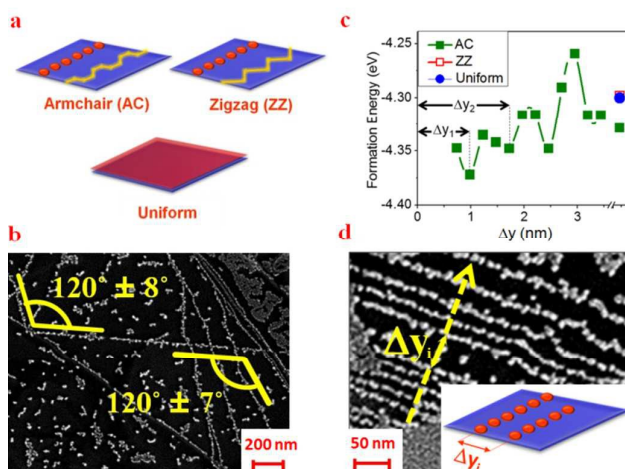 a
Armchair (AC)
Zigzag (ZZ)
Uniform
b
120° ± 8°
120° ± 7°
200 nm
c
Formation Energy (eV)
-4.25
-4.30
-4.35
-4.40
AC
ZZ
Uniform
Δy₂
Δy₁
0
1
2
3
Δy (nm)
d
Δyᵢ
50 nm
Δyᵢ